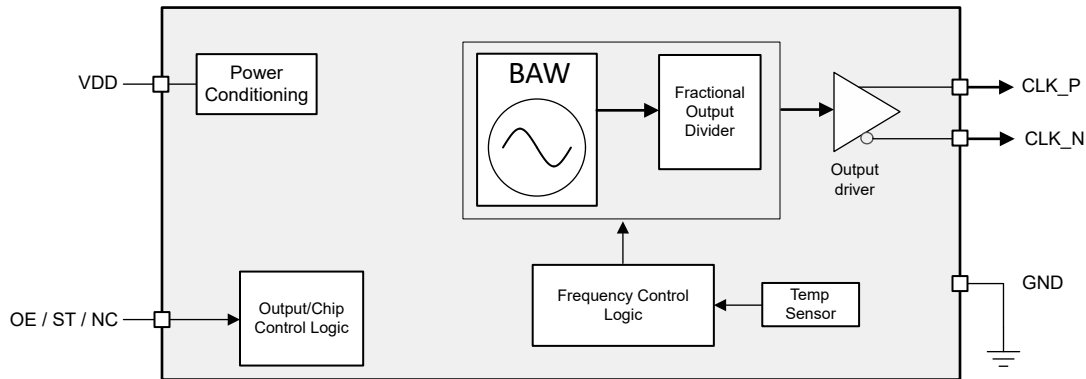 VDD
Power
Conditioning
BAW
Fractional
Output
Divider
Output
driver
CLK_P
CLK_N
GND
OE / ST / NC
Output/Chip
Control Logic
Frequency Control
Logic
Temp
Sensor